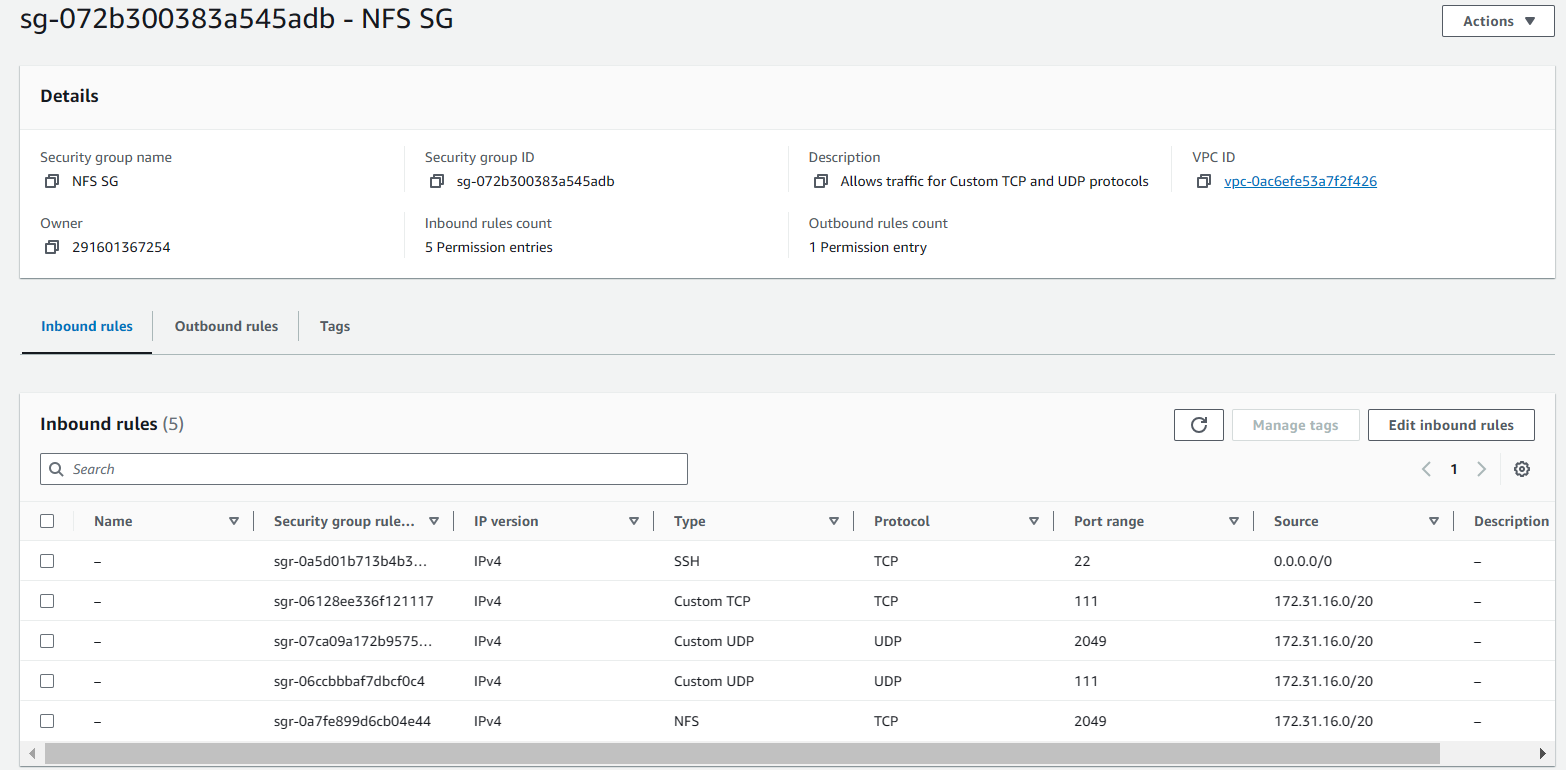 sg-072b300383a545adb - NFS SG
Actions
Details
Security group name
Security group ID
Description
VPC ID
NFS SG
sg-072b300383a545adb
Allows traffic for Custom TCP and UDP protocols
vpc-0ac6efe53a7f2f426
Owner
Inbound rules count
Outbound rules count
291601367254
5 Permission entries
1 Permission entry
Inbound rules
Outbound rules
Tags
Inbound rules (5)
Manage tags
Edit inbound rules
Search
1
Name Security group rule... IP version Type Protocol Port range Source Description
– sgr-0a5d01b713b4b3... IPv4 SSH TCP 22 0.0.0.0/0 –
– sgr-06128ee336f121117 IPv4 Custom TCP TCP 111 172.31.16.0/20 –
– sgr-07ca09a172b9575... IPv4 Custom UDP UDP 2049 172.31.16.0/20 –
– sgr-06ccbbbaf7dbcf0c4 IPv4 Custom UDP UDP 111 172.31.16.0/20 –
– sgr-0a7fe899d6cb04e44 IPv4 NFS TCP 2049 172.31.16.0/20 –